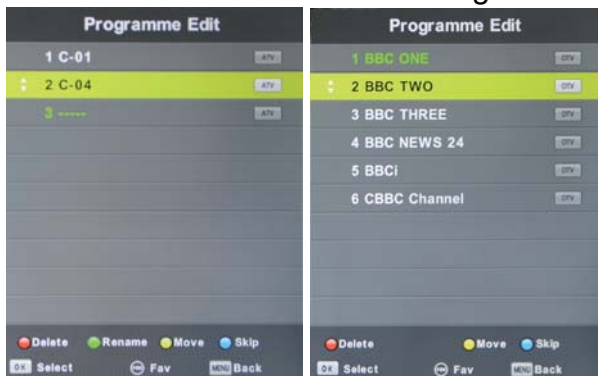 Programme Edit
1 C-01 ATV
2 C-04 ATV
3 ----- ATV
Delete Rename Move Skip
OK Select Fav MENU Back
Programme Edit
1 BBC ONE DTV
2 BBC TWO DTV
3 BBC THREE DTV
4 BBC NEWS 24 DTV
5 BBCi DTV
6 CBBC Channel DTV
Delete Move Skip
OK Select Fav MENU Back